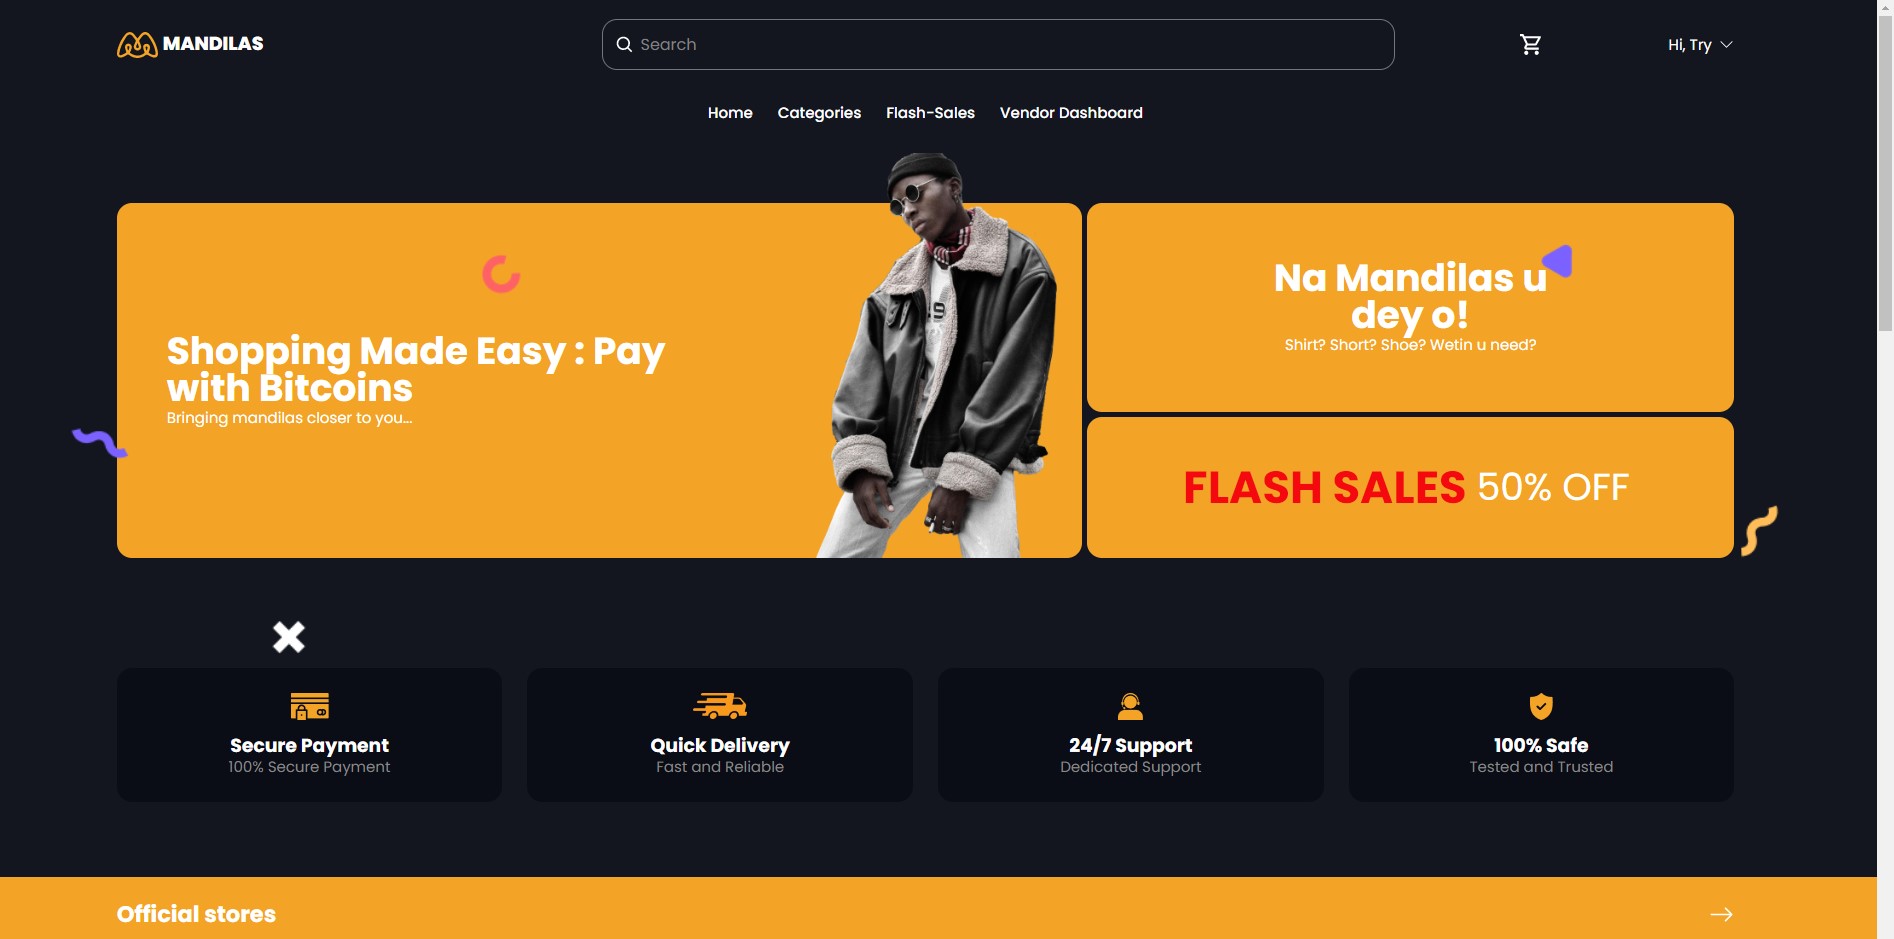 MANDILAS
Search
Hi, Try
Home Categories Flash-Sales Vendor Dashboard
Shopping Made Easy : Pay
with Bitcoins
Bringing mandilas closer to you...
Na Mandilas u
dey o!
Shirt? Short? Shoe? Wetin u need?
FLASH SALES 50% OFF
Secure Payment
100% Secure Payment
Quick Delivery
Fast and Reliable
24/7 Support
Dedicated Support
100% Safe
Tested and Trusted
Official stores